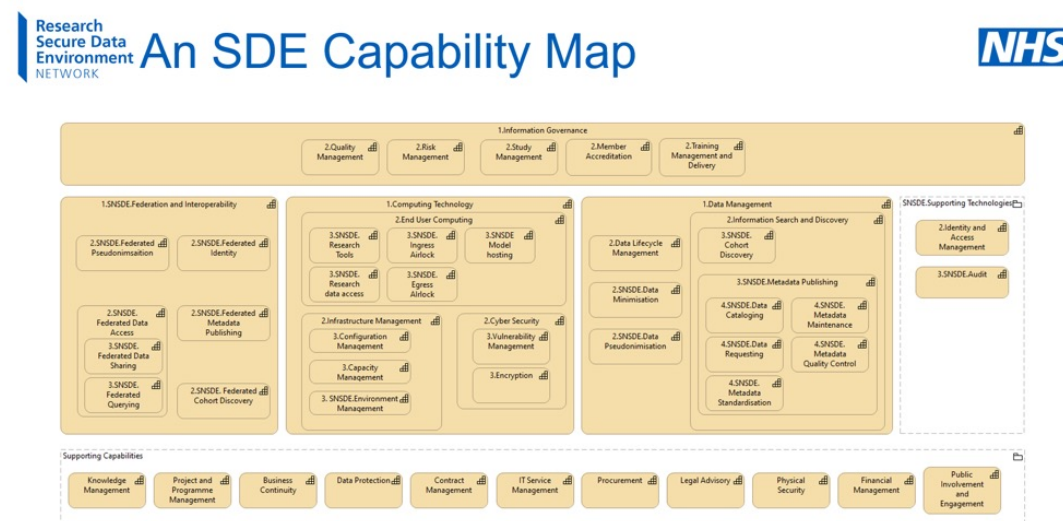 Research
Secure Data
Environment
NETWORK
An SDE Capability Map
NHS
1.Information Governance
2.Quality
Management
2.Risk
Management
2.Study
Management
2.Member
Accreditation
2.Training
Management and
Delivery
1.SNSDE.Federation and Interoperability
2.SNSDE.Federated
Pseudonimsaition
2.SNSDE.Federated
Identity
2.SNSDE.
Federated Data
Access
3.SNSDE.
Federated Data
Sharing
3.SNSDE.
Federated
Querying
2.SNSDE.Federated
Metadata
Publishing
2.SNSDE. Federated
Cohort Discovery
1.Computing Technology
2.End User Computing
3.SNSDE.
Research
Tools
3.SNSDE.
Ingress
Airlock
3.SNSDE
Model
hosting
3.SNSDE.
Research
data access
3.SNSDE.
Egress
AIrlock
2.Infrastructure Management
3.Configuration
Management
3.Capacity
Management
3. SNSDE.Environment
Management
2.Cyber Security
3.Vulnerability
Management
3.Encryption
1.Data Management
2.Data Lifecycle
Management
2.SNSDE.Data
Minimisation
2.SNSDE.Data
Pseudonimisation
2.Information Search and Discovery
3.SNSDE.
Cohort
Discovery
3.SNSDE.Metadata Publishing
4.SNSDE.Data
Cataloging
4.SNSDE.
Metadata
Maintenance
4.SNSDE.Data
Requesting
4.SNSDE.
Metadata
Quality Control
4.SNSDE.
Metadata
Standardisation
SNSDE.Supporting Technologies
2.Identity and
Access
Management
3.SNSDE.Audit
Supporting Capabilities
Knowledge
Management
Project and
Programme
Management
Business
Continuity
Data Protection
Contract
Management
IT Service
Management
Procurement
Legal Advisory
Physical
Security
Financial
Management
Public
Involvement
and
Engagement